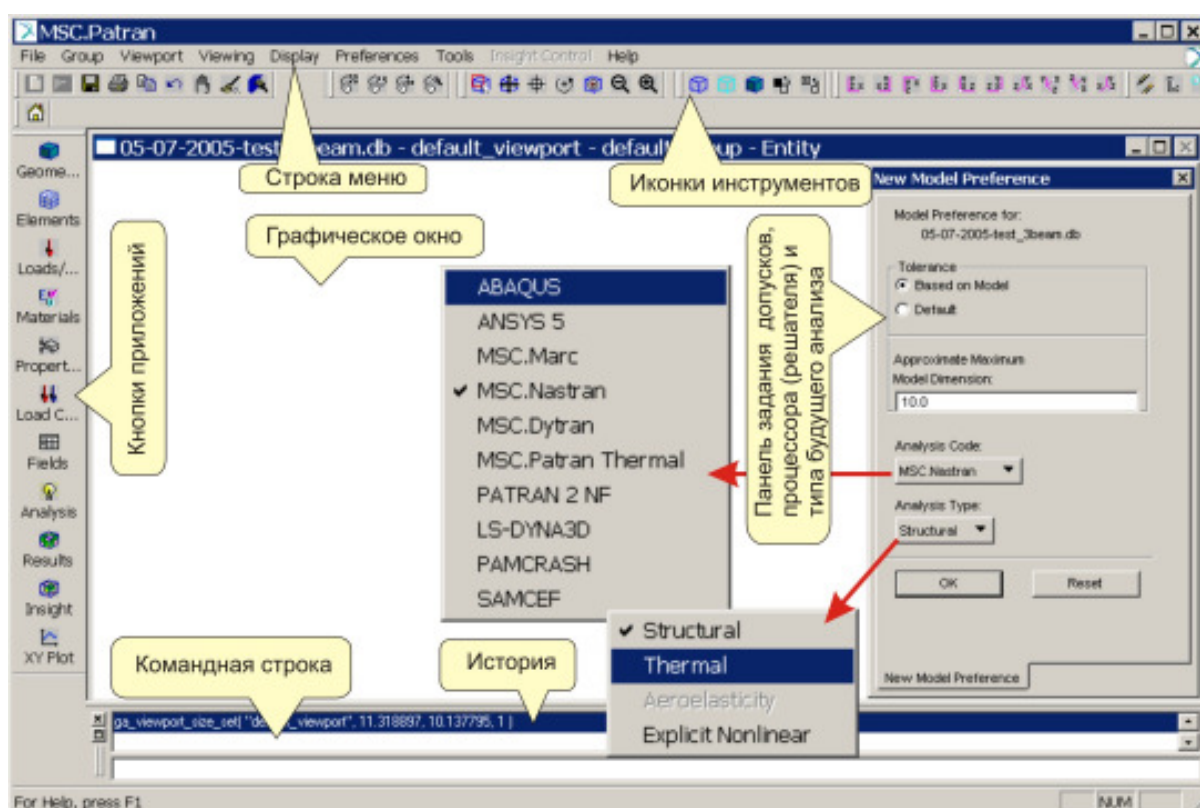 MSC.Patran
File Group Viewport Viewing Display Preferences Tools Insight Control Help
05-07-2005-test beam.db - default_viewport - default up - Entity
Строка меню
Иконки инструментов
Графическое окно
Кнопки приложений
Geome...
Elements
Loads/...
Materials
Propert...
Load C...
Fields
Analysis
Results
Insight
XY Plot
ABAQUS
ANSYS 5
MSC.Marc
MSC.Nastran
MSC.Dytran
MSC.Patran Thermal
PATRAN 2 NF
LS-DYNA3D
PAMCRASH
SAMCEF
Панель задания допусков,
процессора (решателя) и
типа будущего анализа
New Model Preference
Model Preference for:
05-07-2005-test_3beam.db
Tolerance
Based on Model
Default
Approximate Maximum
Model Dimension:
10.0
Analysis Code:
MSC.Nastran
Analysis Type:
Structural
OK Reset
New Model Preference
Structural
Thermal
Aeroelasticity
Explicit Nonlinear
Командная строка
История
ga_viewport_size_set( "default_viewport", 11.318897, 10.137795, 1 )
For Help, press F1
NUM